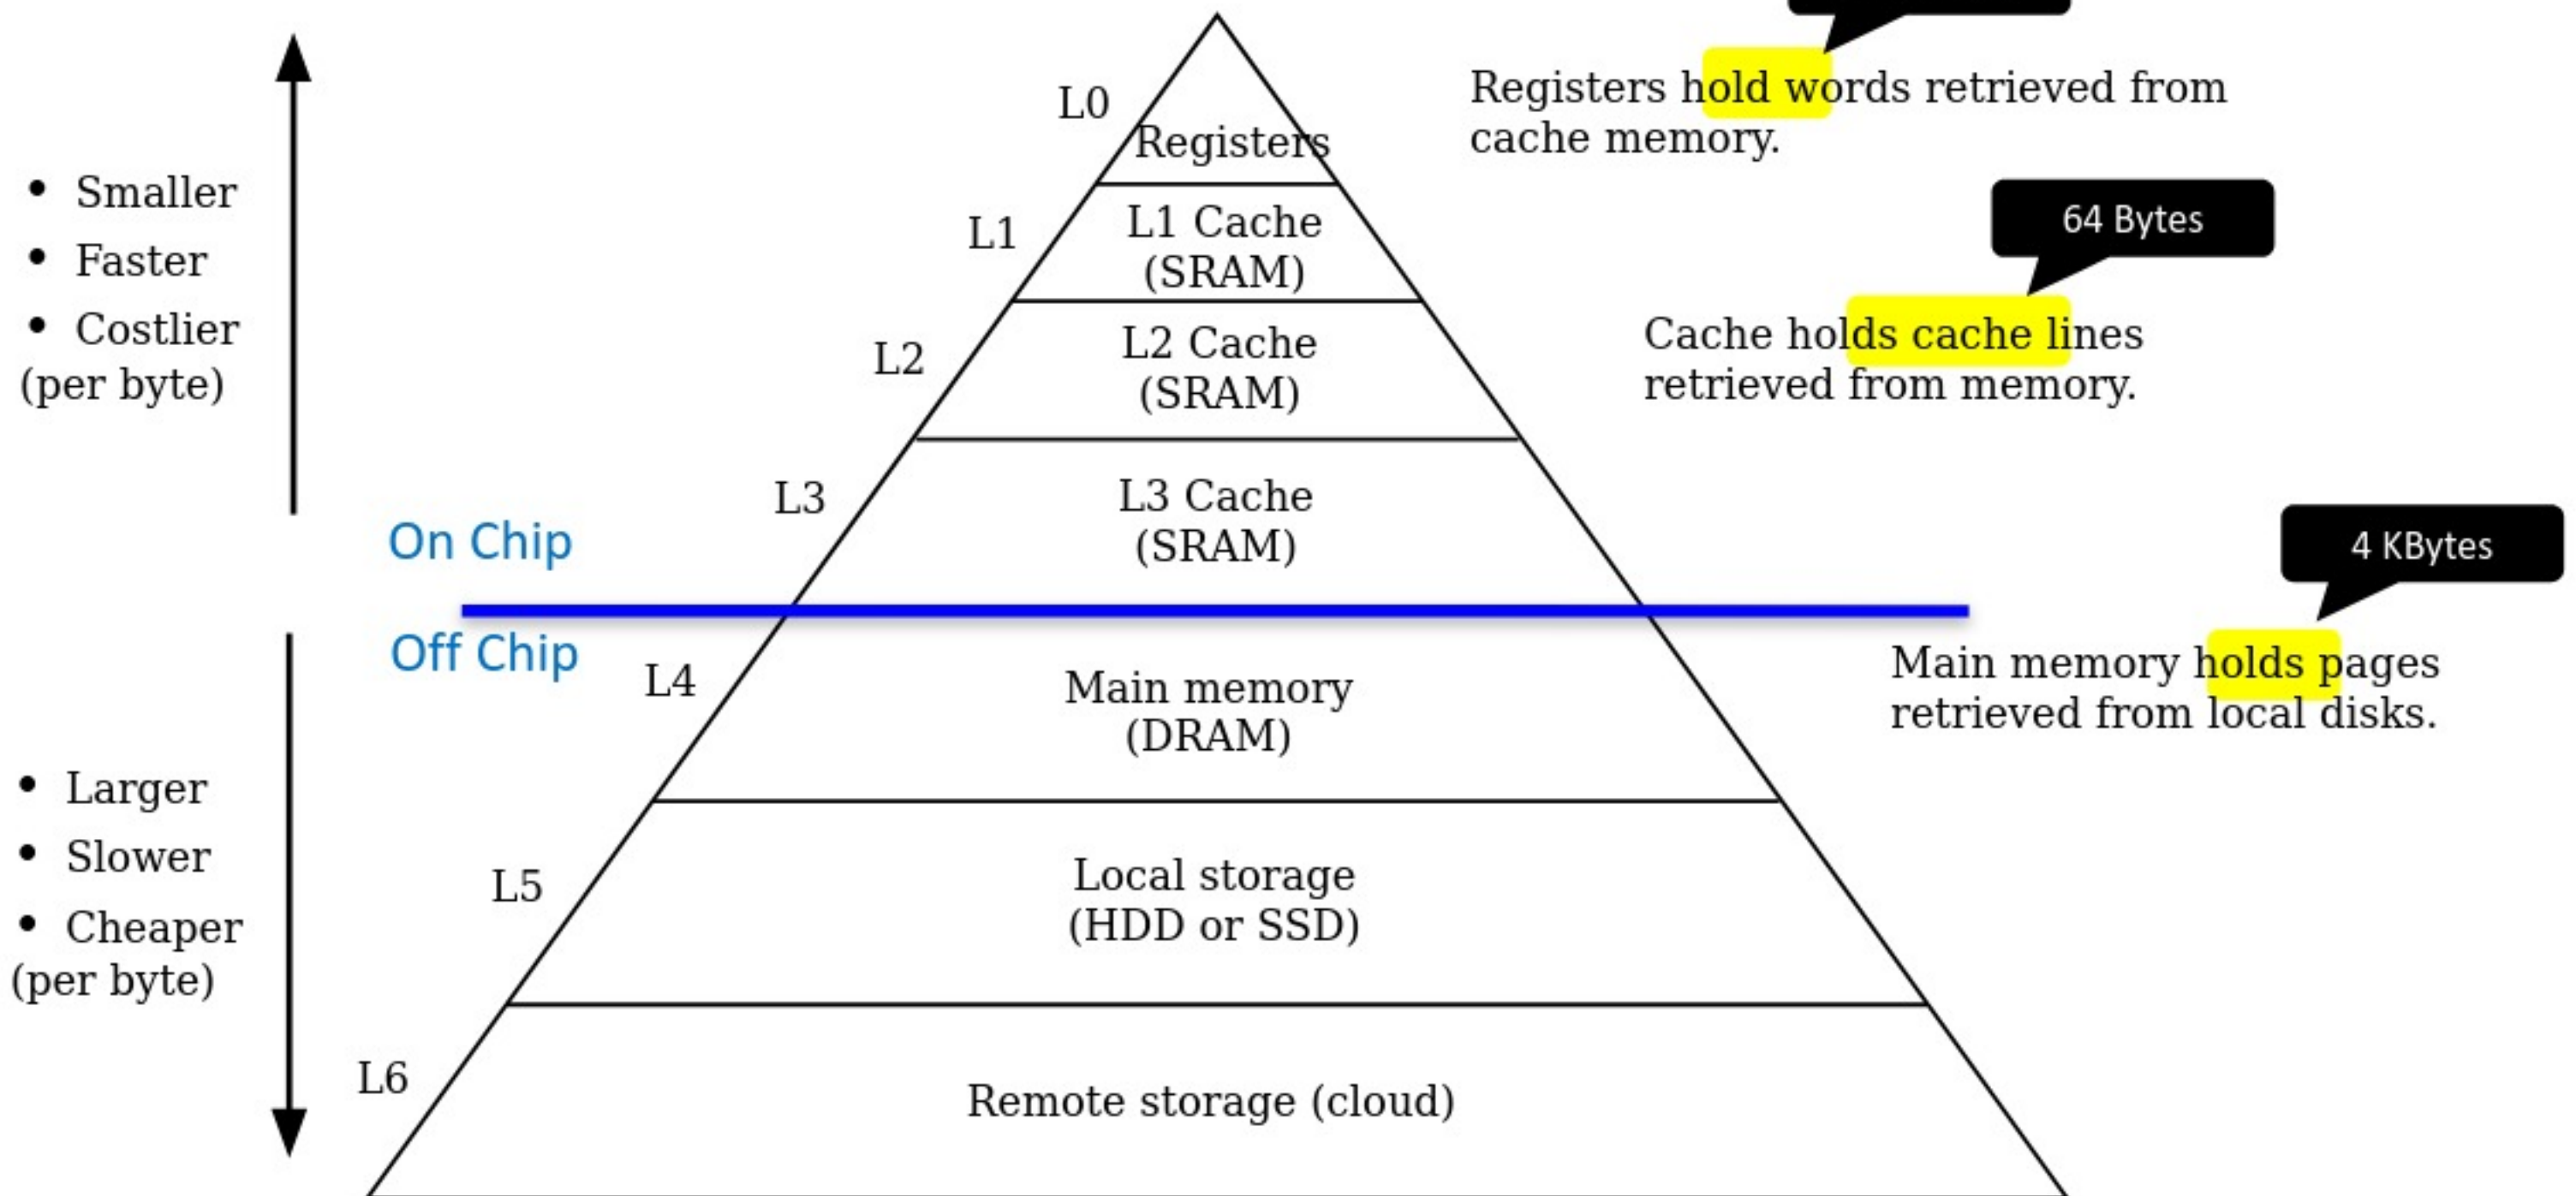 L0
Registers
L1
L1 Cache
(SRAM)
L2
L2 Cache
(SRAM)
L3
L3 Cache
(SRAM)
On Chip
Off Chip
L4
Main memory
(DRAM)
L5
Local storage
(HDD or SSD)
L6
Remote storage (cloud)
• Smaller
• Faster
• Costlier
(per byte)
• Larger
• Slower
• Cheaper
(per byte)
Registers hold words retrieved from
cache memory.
64 Bytes
Cache holds cache lines
retrieved from memory.
4 KBytes
Main memory holds pages
retrieved from local disks.